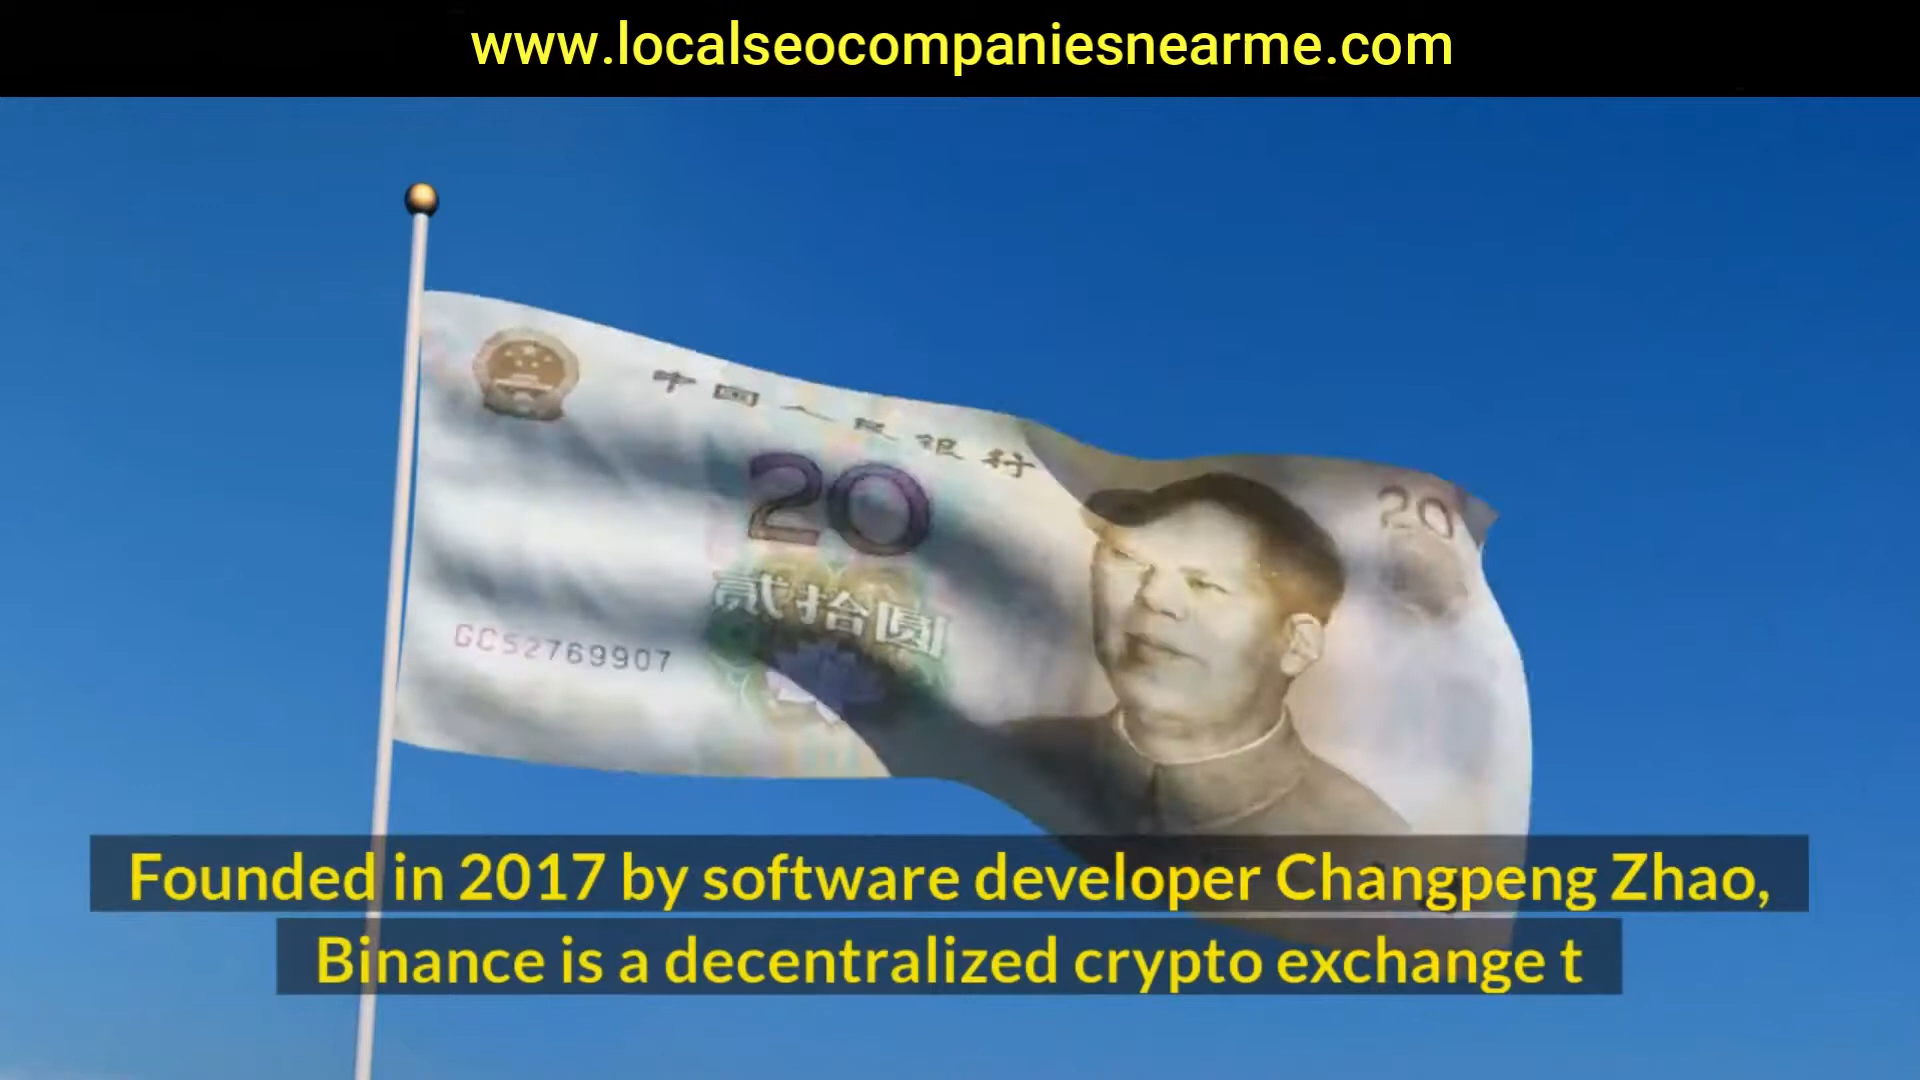 www.localseocompaniesnearme.com
中国人民银行
20
20
贰拾圆
GC52769907
Founded in 2017 by software developer Changpeng Zhao,
Binance is a decentralized crypto exchange t